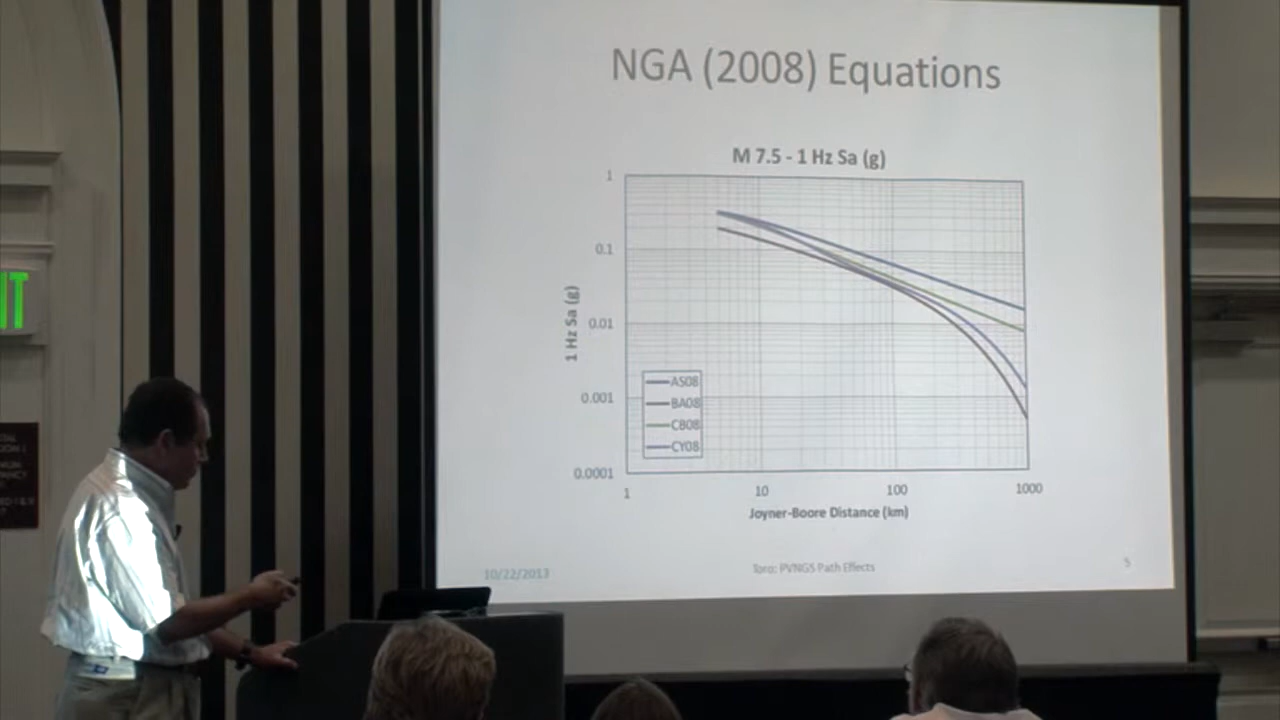 NGA (2008) Equations
M 7.5 - 1 Hz Sa (g)
1
0.1
0.01
0.001
0.0001
1 Hz Sa (g)
AS08
BA08
CB08
CY08
1
10
100
1000
Joyner-Boore Distance (km)
10/22/2013
Toro: PVNGS Path Effects
5
IT